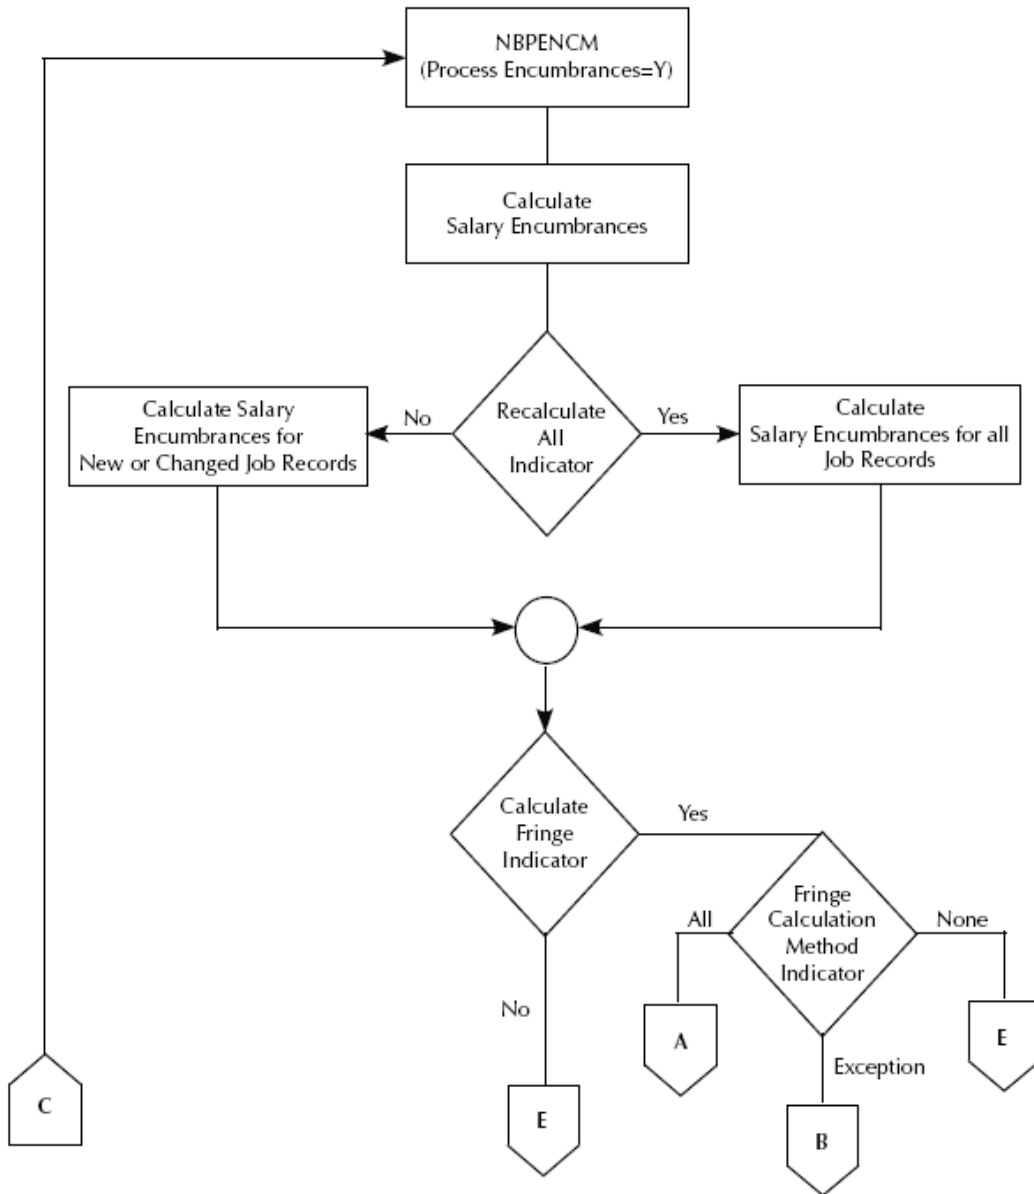 NBPENCM
(Process Encumbrances=Y)
Calculate
Salary Encumbrances
Calculate Salary
Encumbrances for
New or Changed Job Records
No
Recalculate
All
Indicator
Yes
Calculate
Salary Encumbrances for all
Job Records
Calculate
Fringe
Indicator
Yes
No
Fringe
Calculation
Method
Indicator
All
None
Exception
A
E
C
E
B